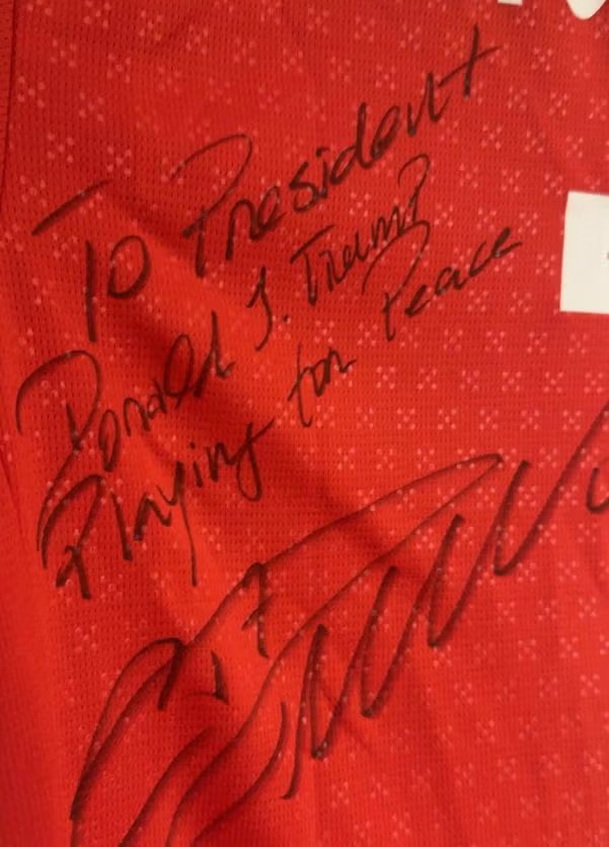 To President
Donald J. Trump
Playing for Peace